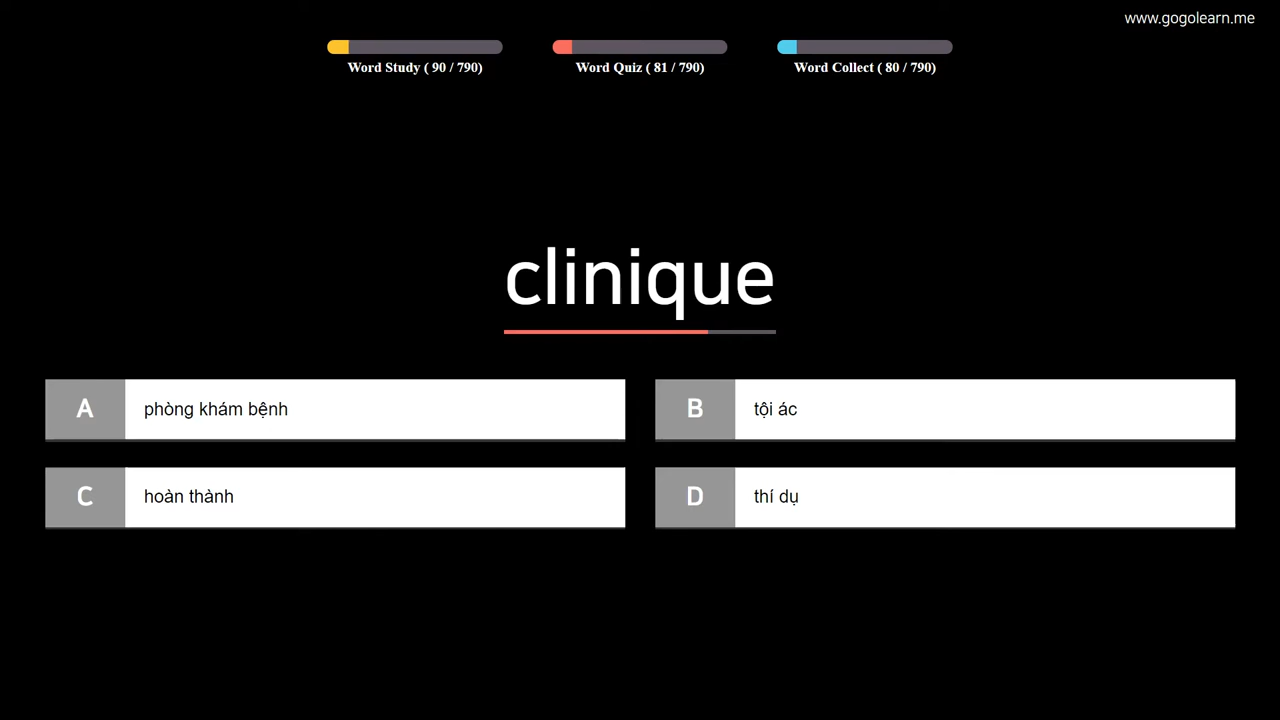 www.gogolearn.me
Word Study ( 90 / 790)
Word Quiz ( 81 / 790)
Word Collect ( 80 / 790)
clinique
A phòng khám bệnh
B tội ác
C hoàn thành
D thí dụ